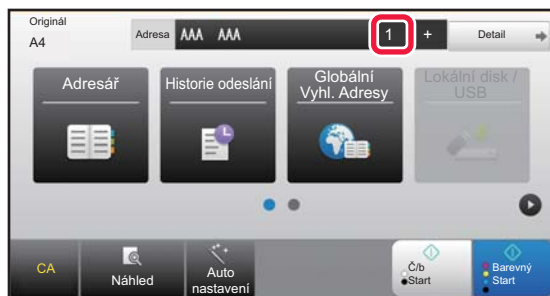 Originál
A4
Adresa AAA AAA 1 + Detail
Adresář
Historie odeslání
Globální
Vyhl. Adresy
Lokální disk /
USB
CA
Náhled
Auto
nastavení
Č/b
Start
Barevný
Start